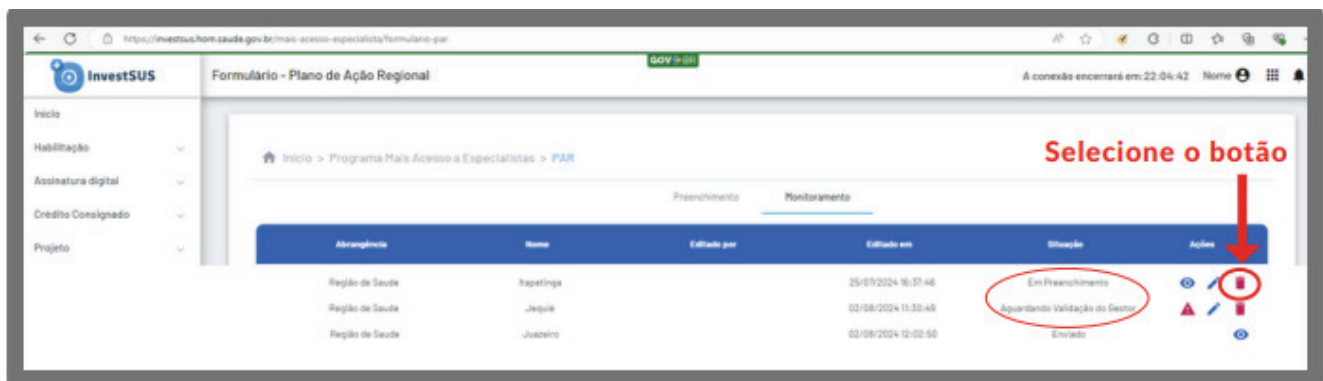 https://investsus.hom.saude.gov.br/mais-acesso-especialista/formulario-par
InvestSUS
Formulário - Plano de Ação Regional
GOV BR
A conexão encerrará em: 22:04:42 Nome
Início
Habilitação
Assinatura digital
Crédito Consignado
Projeto
Início > Programa Mais Acesso a Especialistas > PAR
Selecione o botão
Preenchimento Monitoramento
Abrangência Nome Editado por Editado em Situação Ações
Região de Saude Itapetinga 25/07/2024 16:37:46 Em Preenchimento
Região de Saude Jequié 02/08/2024 11:30:49 Aguardando Validação do Gestor
Região de Saude Juazeiro 02/08/2024 12:02:50 Enviado